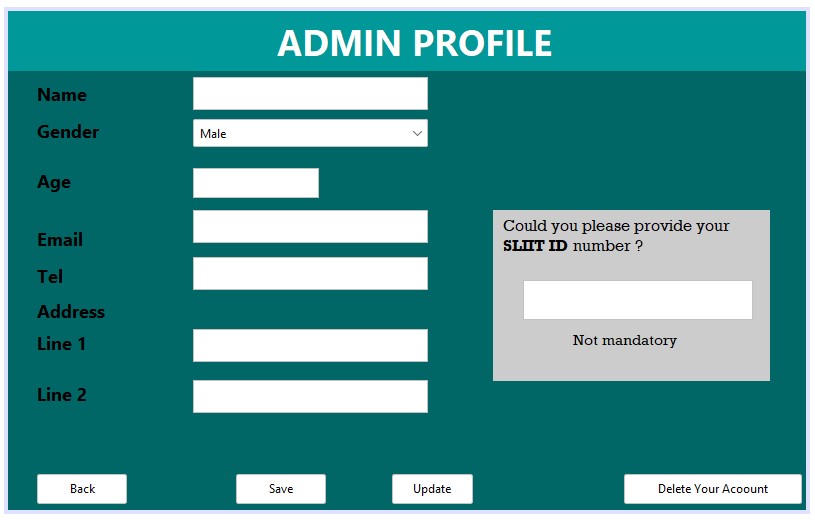 ADMIN PROFILE
Name
Gender
Male
Age
Email
Tel
Address
Line 1
Line 2
Could you please provide your
SLIIT ID number ?
Not mandatory
Back
Save
Update
Delete Your Acoount